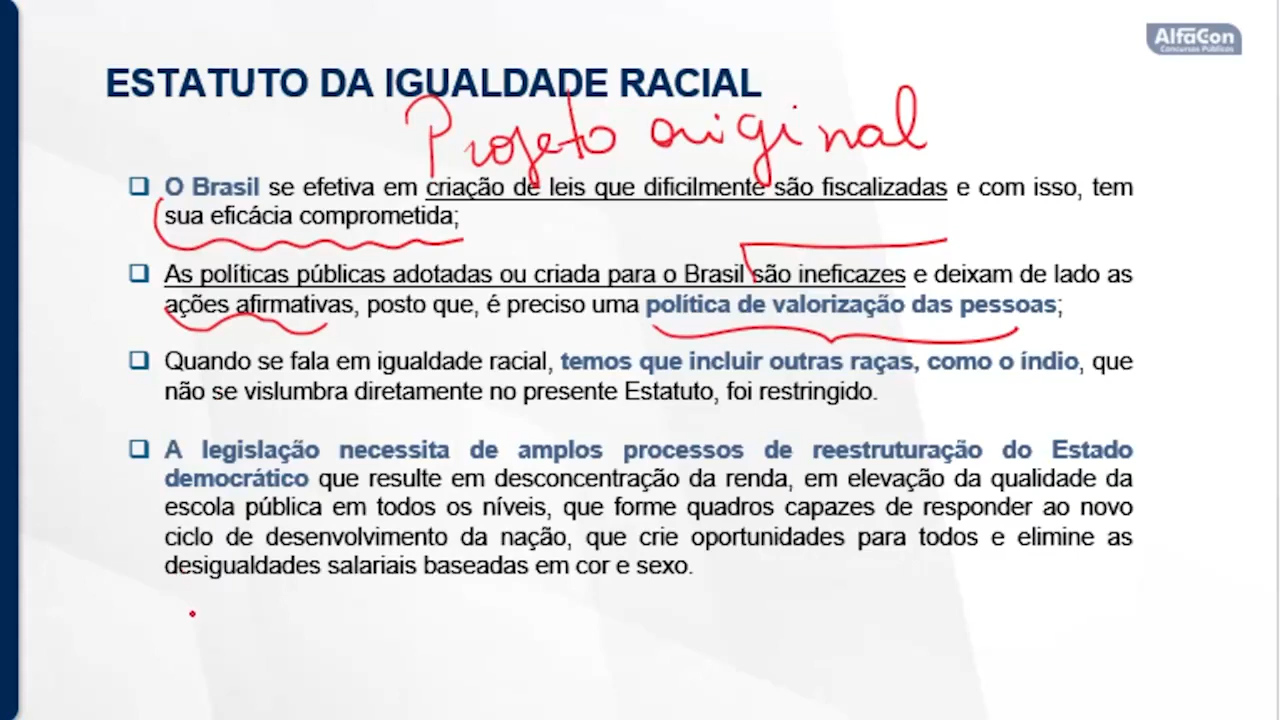 AlfaCon
Concursos Públicos
ESTATUTO DA IGUALDADE RACIAL
Projeto original
O Brasil se efetiva em criação de leis que dificilmente são fiscalizadas e com isso, tem
sua eficácia comprometida;
As políticas públicas adotadas ou criada para o Brasil são ineficazes e deixam de lado as
ações afirmativas, posto que, é preciso uma política de valorização das pessoas;
Quando se fala em igualdade racial, temos que incluir outras raças, como o índio, que
não se vislumbra diretamente no presente Estatuto, foi restringido.
A legislação necessita de amplos processos de reestruturação do Estado
democrático que resulte em desconcentração da renda, em elevação da qualidade da
escola pública em todos os níveis, que forme quadros capazes de responder ao novo
ciclo de desenvolvimento da nação, que crie oportunidades para todos e elimine as
desigualdades salariais baseadas em cor e sexo.